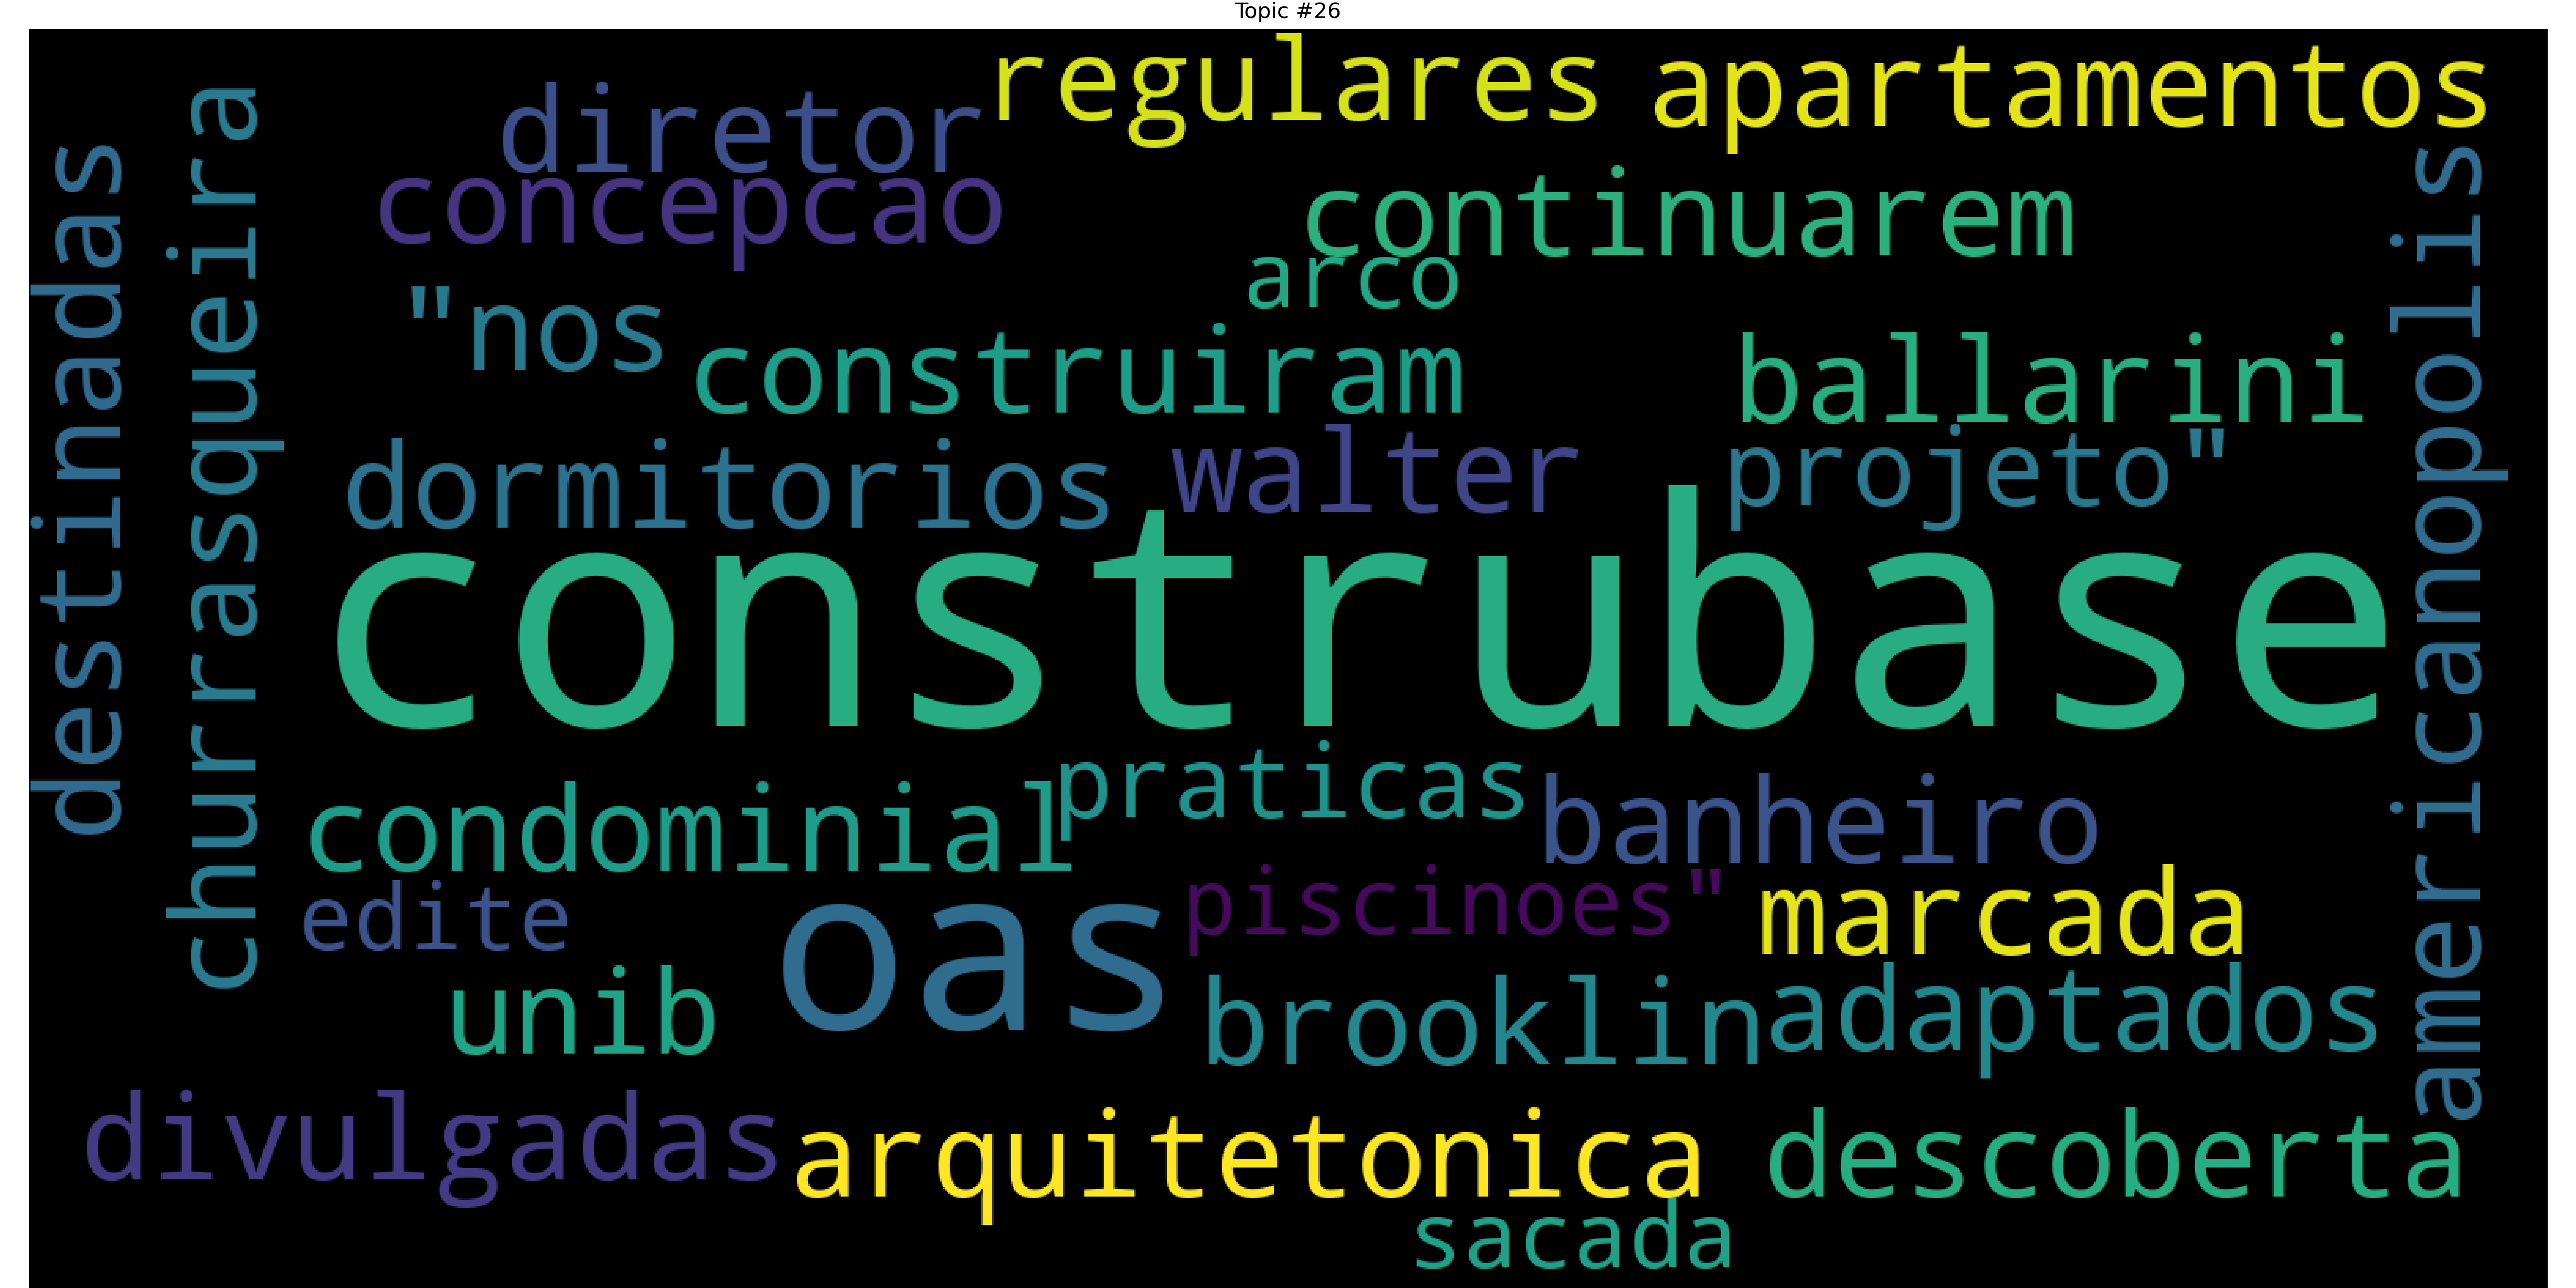 Topic #26
regulares apartamentos
diretor
concepcao
continuarem
arco
"nos
construiram
ballarini
dormitorios
walter
projeto"
construbase
praticas
condominial
banheiro
edite
oas
piscinoes"
marcada
unib
brooklin
adaptados
divulgadas
arquitetonica
descoberta
sacada
destinadas
churrasqueira
americanopolis